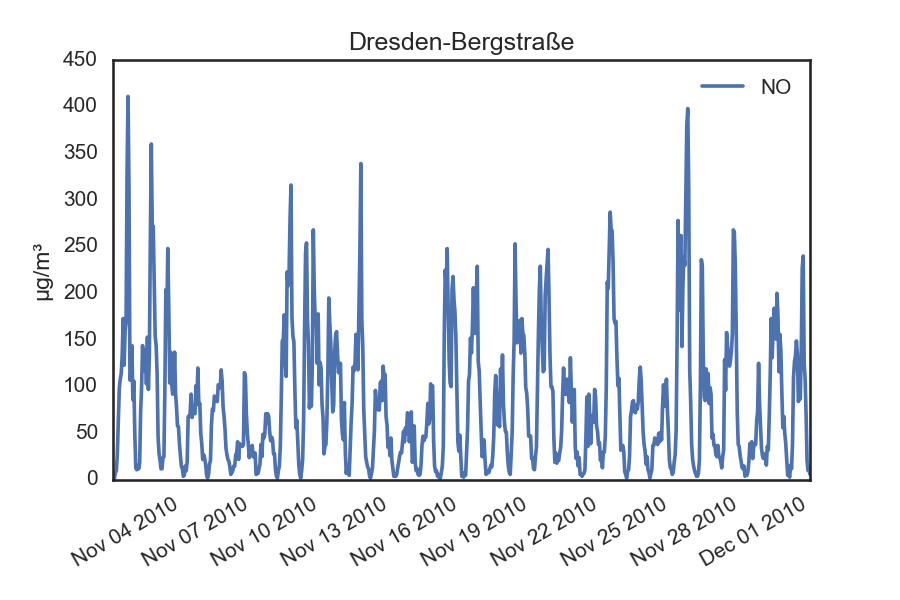 Dresden-Bergstraße
450
400
350
300
250
200
150
100
50
0
µg/m³
NO
Nov 04 2010
Nov 07 2010
Nov 10 2010
Nov 13 2010
Nov 16 2010
Nov 19 2010
Nov 22 2010
Nov 25 2010
Nov 28 2010
Dec 01 2010